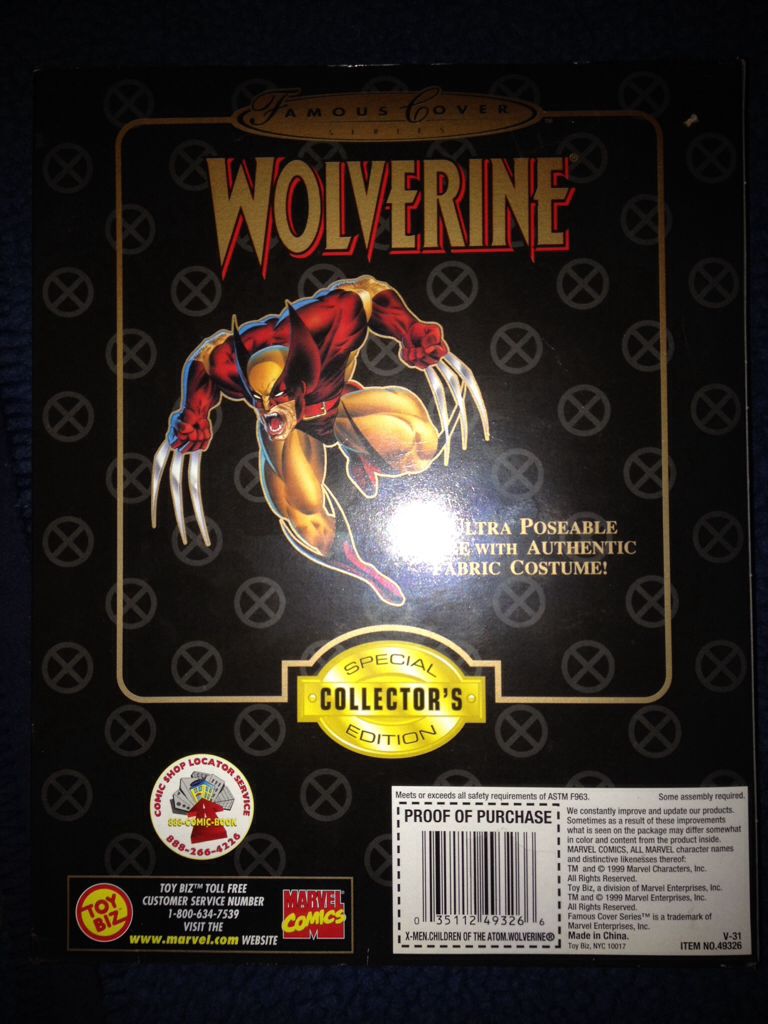 FAMOUS COVER
SERIES
™
WOLVERINE®
ULTRA POSEABLE
WITH AUTHENTIC
FABRIC COSTUME!
SPECIAL
COLLECTOR'S
EDITION
COMIC SHOP LOCATOR SERVICE
888-COMIC-BOOK
888-266-4226
TOY BIZ
TOY BIZ™ TOLL FREE
CUSTOMER SERVICE NUMBER
1-800-634-7539
VISIT THE
www.marvel.com WEBSITE
MARVEL
COMICS
M
Meets or exceeds all safety requirements of ASTM F963. Some assembly required.
PROOF OF PURCHASE
0 35112 49326 6
X-MEN.CHILDREN OF THE ATOM.WOLVERINE®
We constantly improve and update our products.
Sometimes as a result of these improvements
what is seen on the package may differ somewhat
in color and content from the product inside.
MARVEL COMICS, ALL MARVEL character names
and distinctive likenesses thereof:
TM and © 1999 Marvel Characters, Inc.
All Rights Reserved.
Toy Biz, a division of Marvel Enterprises, Inc.
TM and © 1999 Marvel Enterprises, Inc.
All Rights Reserved.
Famous Cover Series™ is a trademark of
Marvel Enterprises, Inc.
Made in China. V-31
Toy Biz, NYC 10017 ITEM NO.49326